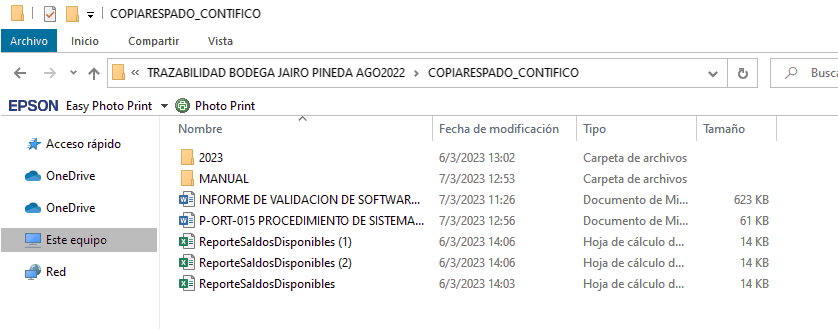 COPIARESPADO_CONTIFICO
Archivo Inicio Compartir Vista
« TRAZABILIDAD BODEGA JAIRO PINEDA AGO2022 > COPIARESPADO_CONTIFICO Busca
EPSON Easy Photo Print Photo Print
Nombre Fecha de modificación Tipo Tamaño
Acceso rápido
OneDrive
OneDrive
Este equipo
Red
2023 6/3/2023 13:02 Carpeta de archivos
MANUAL 7/3/2023 12:53 Carpeta de archivos
INFORME DE VALIDACION DE SOFTWAR... 7/3/2023 11:26 Documento de Mi... 623 KB
P-ORT-015 PROCEDIMIENTO DE SISTEMA... 7/3/2023 12:56 Documento de Mi... 61 KB
ReporteSaldosDisponibles (1) 6/3/2023 14:06 Hoja de cálculo d... 14 KB
ReporteSaldosDisponibles (2) 6/3/2023 14:06 Hoja de cálculo d... 14 KB
ReporteSaldosDisponibles 6/3/2023 14:03 Hoja de cálculo d... 14 KB